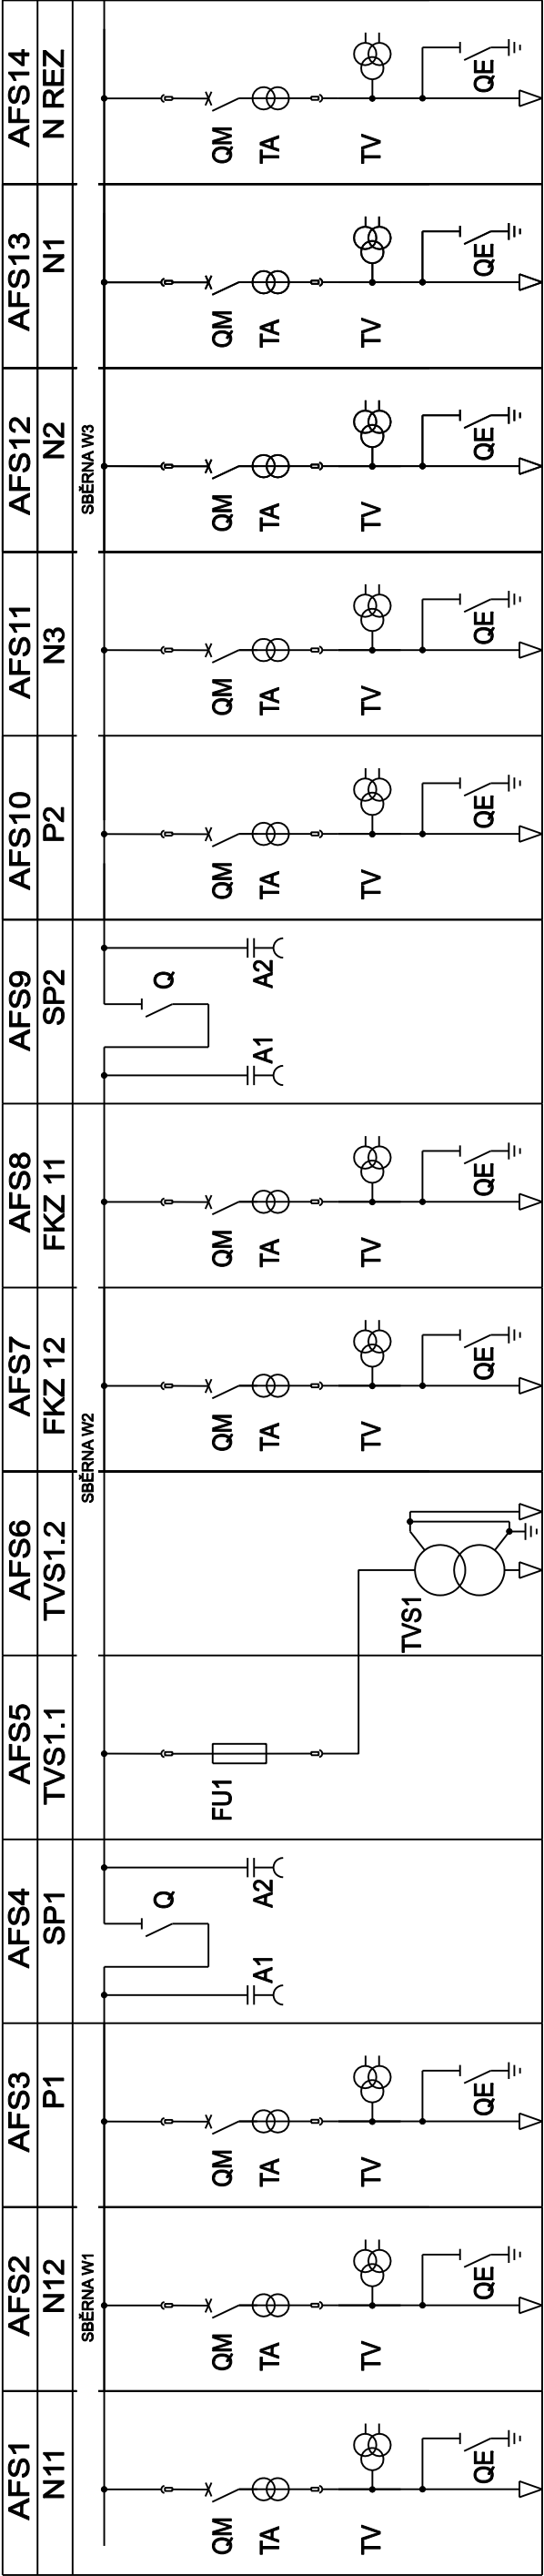 AFS1 AFS2 AFS3 AFS4 AFS5 AFS6 AFS7 AFS8 AFS9 AFS10 AFS11 AFS12 AFS13 AFS14
N11 N12 P1 SP1 TVS1.1 TVS1.2 FKZ 12 FKZ 11 SP2 P2 N3 N2 N1 N REZ
SBĚRNA W1 SBĚRNA W2 SBĚRNA W3
Q Q
QM QM QM FU1 QM QM QM QM QM QM QM
TA TA TA A1 A2 TA TA A1 A2 TA TA TA TA TA
TV TV TV TV TV TV TV TV TV TV
TVS1
QE QE QE QE QE QE QE QE QE QE